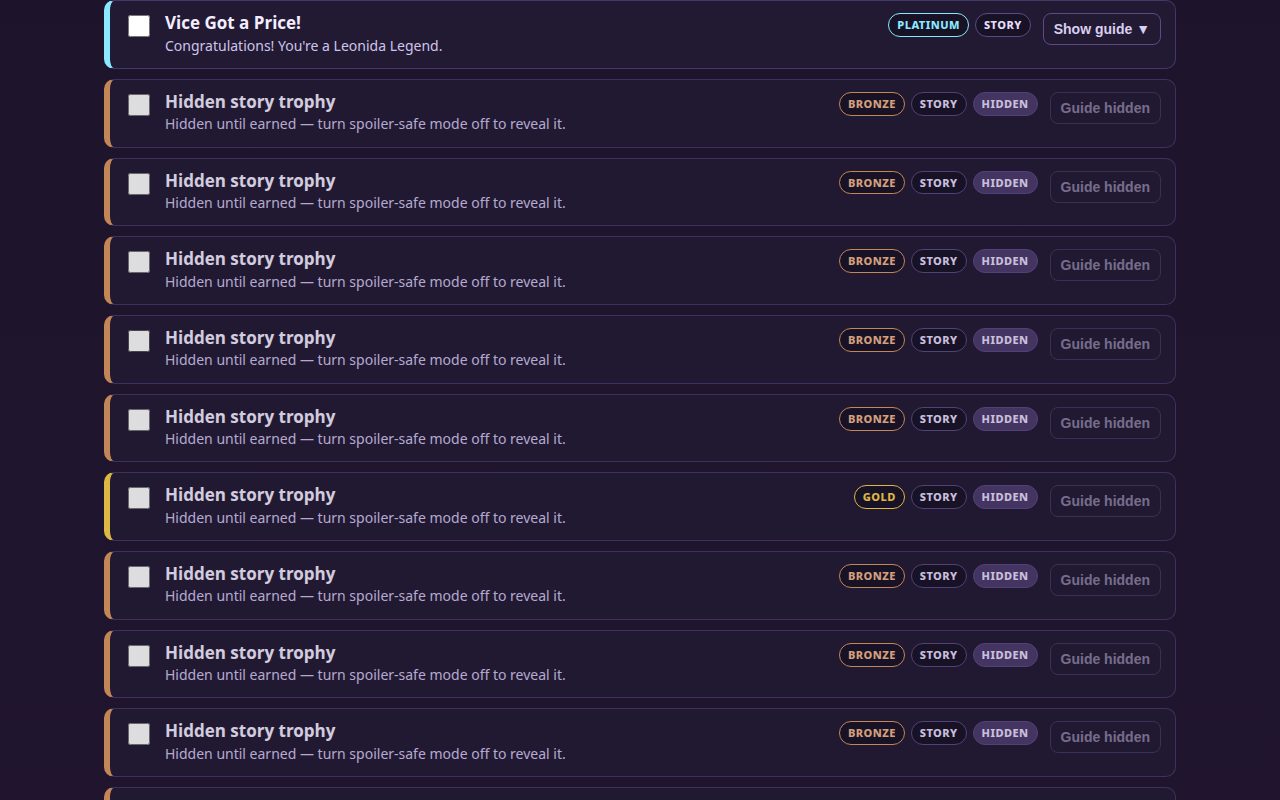 Vice Got a Price!
PLATINUM STORY Show guide ▼
Congratulations! You're a Leonida Legend.
Hidden story trophy
BRONZE STORY HIDDEN Guide hidden
Hidden until earned — turn spoiler-safe mode off to reveal it.
Hidden story trophy
BRONZE STORY HIDDEN Guide hidden
Hidden until earned — turn spoiler-safe mode off to reveal it.
Hidden story trophy
BRONZE STORY HIDDEN Guide hidden
Hidden until earned — turn spoiler-safe mode off to reveal it.
Hidden story trophy
BRONZE STORY HIDDEN Guide hidden
Hidden until earned — turn spoiler-safe mode off to reveal it.
Hidden story trophy
BRONZE STORY HIDDEN Guide hidden
Hidden until earned — turn spoiler-safe mode off to reveal it.
Hidden story trophy
GOLD STORY HIDDEN Guide hidden
Hidden until earned — turn spoiler-safe mode off to reveal it.
Hidden story trophy
BRONZE STORY HIDDEN Guide hidden
Hidden until earned — turn spoiler-safe mode off to reveal it.
Hidden story trophy
BRONZE STORY HIDDEN Guide hidden
Hidden until earned — turn spoiler-safe mode off to reveal it.
Hidden story trophy
BRONZE STORY HIDDEN Guide hidden
Hidden until earned — turn spoiler-safe mode off to reveal it.